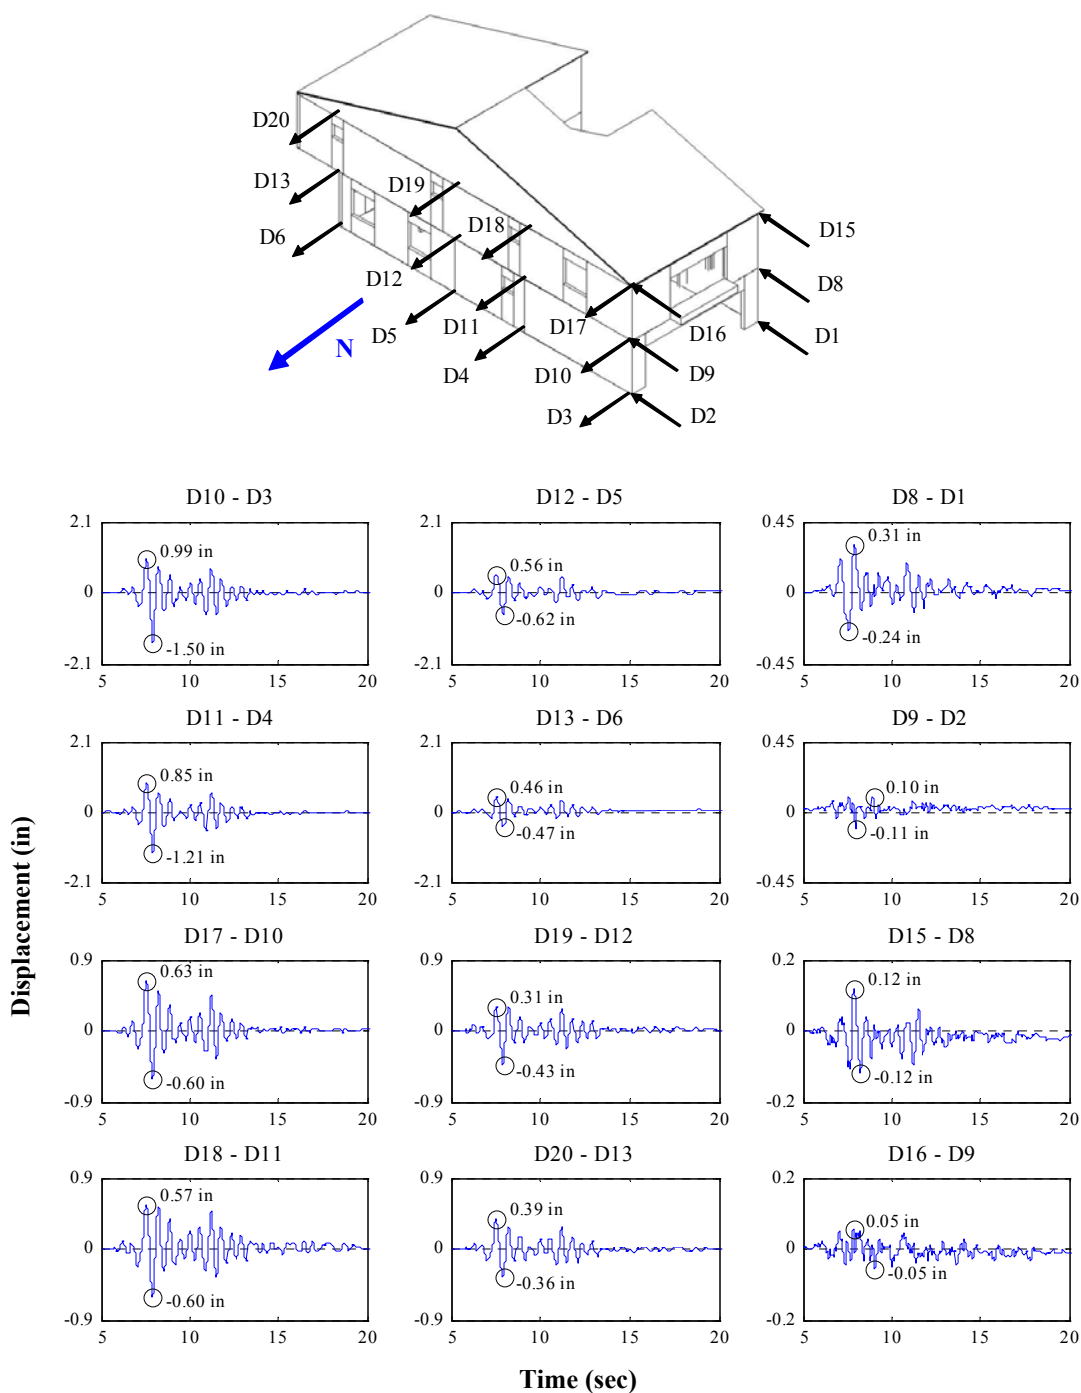 D20
D13
D19
D15
D18
D6
D12
D8
D5
D11
D17
D16
D1
N
D4
D10
D9
D3
D2
D10 - D3
D12 - D5
D8 - D1
2.1
0
-2.1
0.99 in
-1.50 in
5 10 15 20
2.1
0
-2.1
0.56 in
-0.62 in
5 10 15 20
0.45
0
-0.45
0.31 in
-0.24 in
5 10 15 20
D11 - D4
D13 - D6
D9 - D2
2.1
0
-2.1
0.85 in
-1.21 in
5 10 15 20
2.1
0
-2.1
0.46 in
-0.47 in
5 10 15 20
0.45
0
-0.45
0.10 in
-0.11 in
5 10 15 20
D17 - D10
D19 - D12
D15 - D8
0.9
0
-0.9
0.63 in
-0.60 in
5 10 15 20
0.9
0
-0.9
0.31 in
-0.43 in
5 10 15 20
0.2
0
-0.2
0.12 in
-0.12 in
5 10 15 20
D18 - D11
D20 - D13
D16 - D9
0.9
0
-0.9
0.57 in
-0.60 in
5 10 15 20
0.9
0
-0.9
0.39 in
-0.36 in
5 10 15 20
0.2
0
-0.2
0.05 in
-0.05 in
5 10 15 20
Displacement (in)
Time (sec)